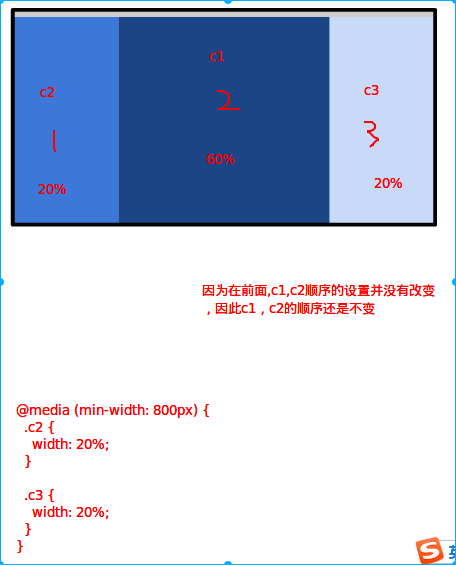 c1
c2
c3
1
2
3
60%
20%
20%
因为在前面,c1,c2顺序的设置并没有改变
，因此c1，c2的顺序还是不变
@media (min-width: 800px) {
.c2 {
width: 20%;
}
.c3 {
width: 20%;
}
}